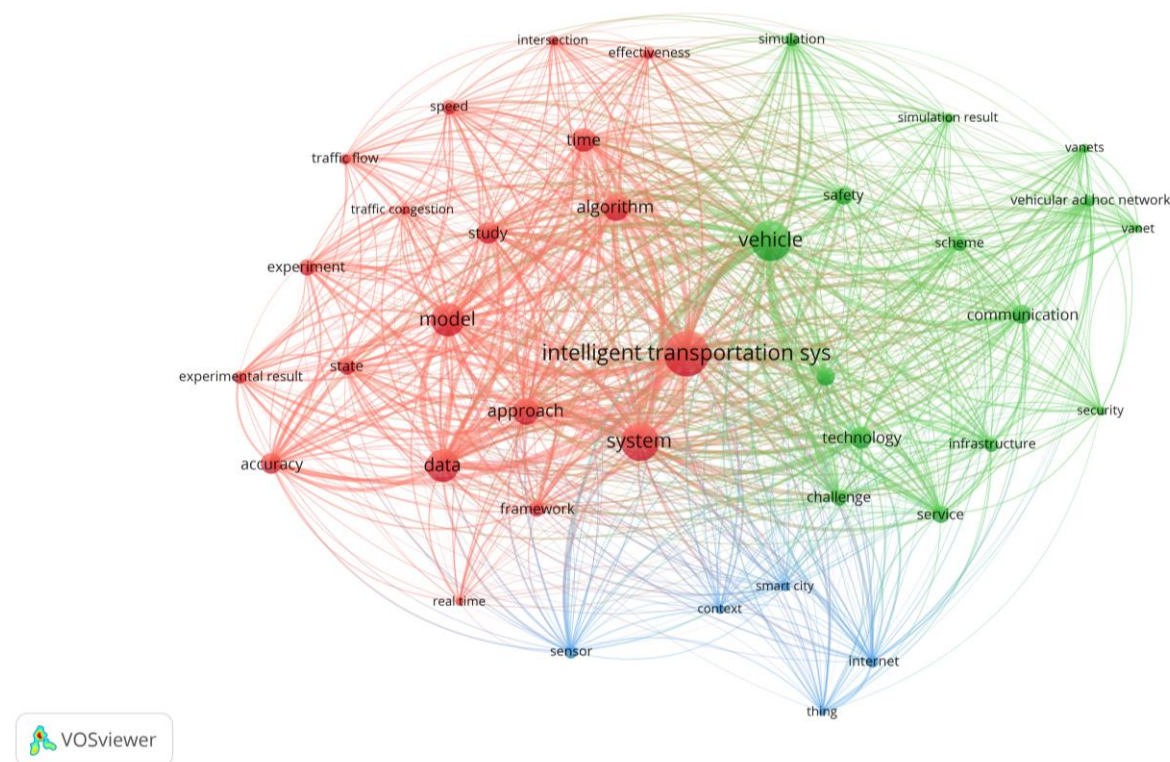 intersection
simulation
effectiveness
speed
simulation result
time
vanets
traffic flow
safety
vehicular ad hoc network
traffic congestion
algorithm
vanet
study
vehicle
scheme
experiment
communication
model
intelligent transportation sys
state
experimental result
approach
security
system
technology
infrastructure
accuracy
data
challenge
framework
service
smart city
real time
context
sensor
internet
thing
VOSviewer